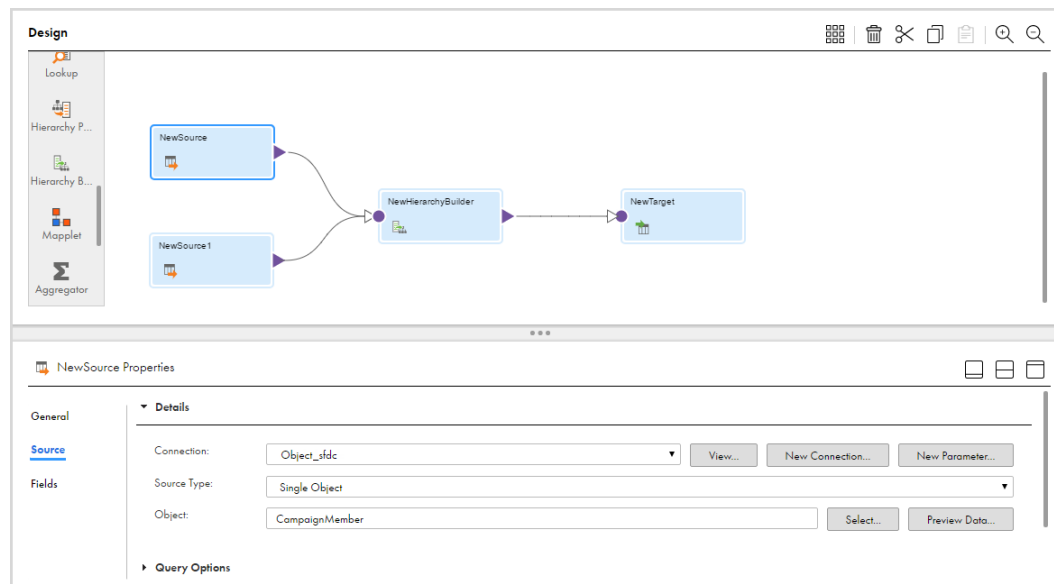 Design
Lookup
Hierarchy P...
Hierarchy B...
Mapplet
Aggregator
NewSource
NewSource1
NewHierarchyBuilder
NewTarget
NewSource Properties
General
Source
Fields
Details
Connection: Object_sfdc View... New Connection... New Parameter...
Source Type: Single Object
Object: CampaignMember Select... Preview Data...
Query Options